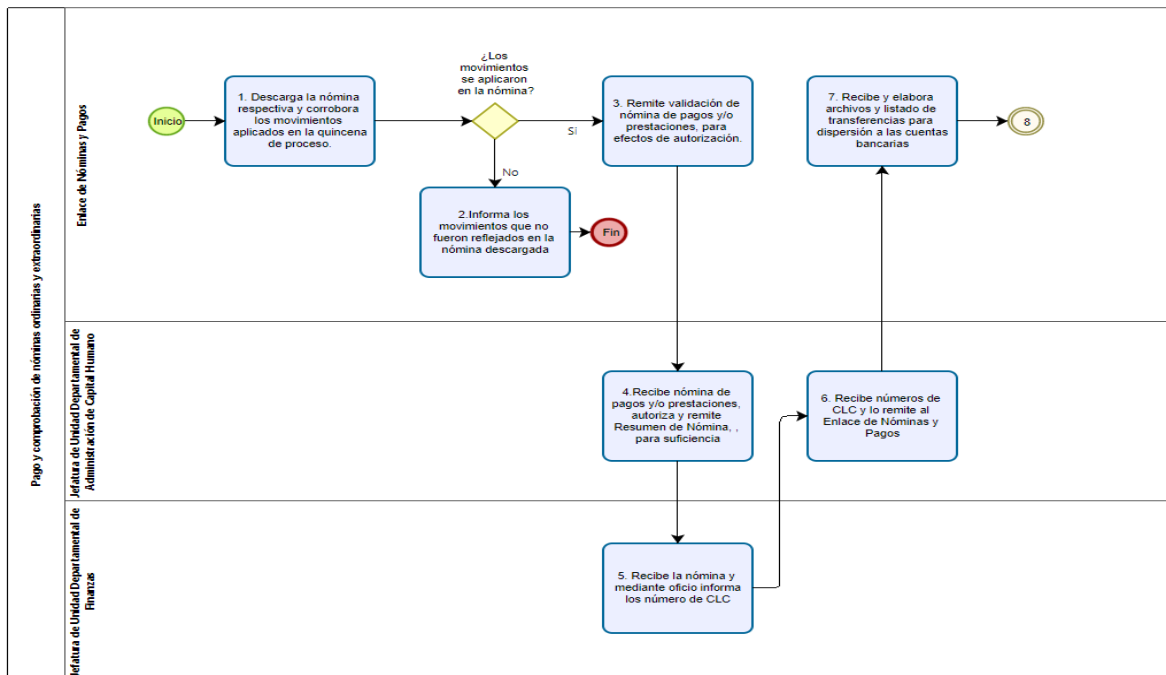 Pago y comprobación de nóminas ordinarias y extraordinarias
Enlace de Nóminas y Pagos
Inicio
1. Descarga la nómina
respectiva y corrobora
los movimientos
aplicados en la quincena
de proceso.
¿Los
movimientos
se aplicaron
en la nómina?
Sí
No
2.Informa los
movimientos que no
fueron reflejados en la
nómina descargada
Fin
3. Remite validación de
nómina de pagos y/o
prestaciones, para
efectos de autorización.
7. Recibe y elabora
archivos y listado de
transferencias para
dispersión a las cuentas
bancarias
8
Jefatura de Unidad Departamental de
Administración de Capital Humano
4.Recibe nómina de
pagos y/o prestaciones,
autoriza y remite
Resumen de Nómina, ,
para suficiencia
6. Recibe números de
CLC y lo remite al
Enlace de Nóminas y
Pagos
Jefatura de Unidad Departamental de
Finanzas
5. Recibe la nómina y
mediante oficio informa
los número de CLC